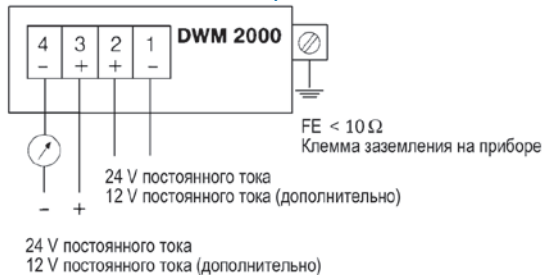 4 3 2 1 DWM 2000
− + + −
FE < 10 Ω
Клемма заземления на приборе
24 V постоянного тока
12 V постоянного тока (дополнительно)
− +
24 V постоянного тока
12 V постоянного тока (дополнительно)